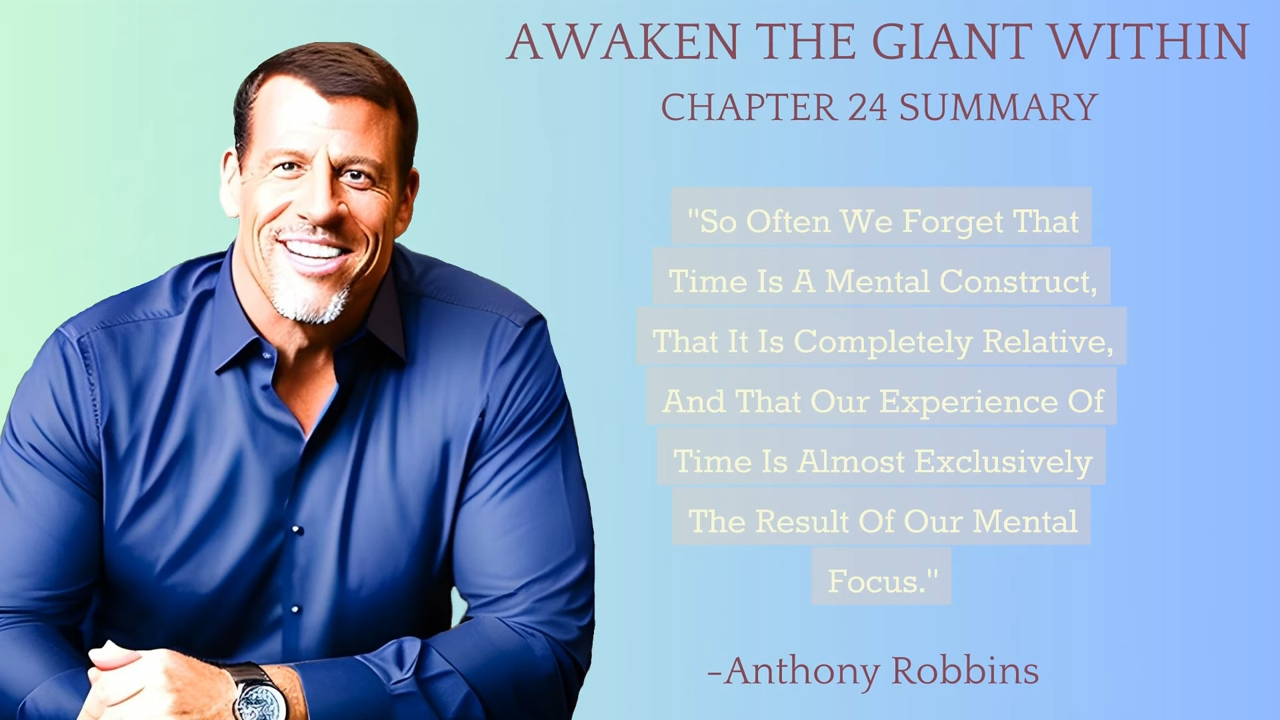 AWAKEN THE GIANT WITHIN
CHAPTER 24 SUMMARY
"So Often We Forget That
Time Is A Mental Construct,
That It Is Completely Relative,
And That Our Experience Of
Time Is Almost Exclusively
The Result Of Our Mental
Focus."
–Anthony Robbins